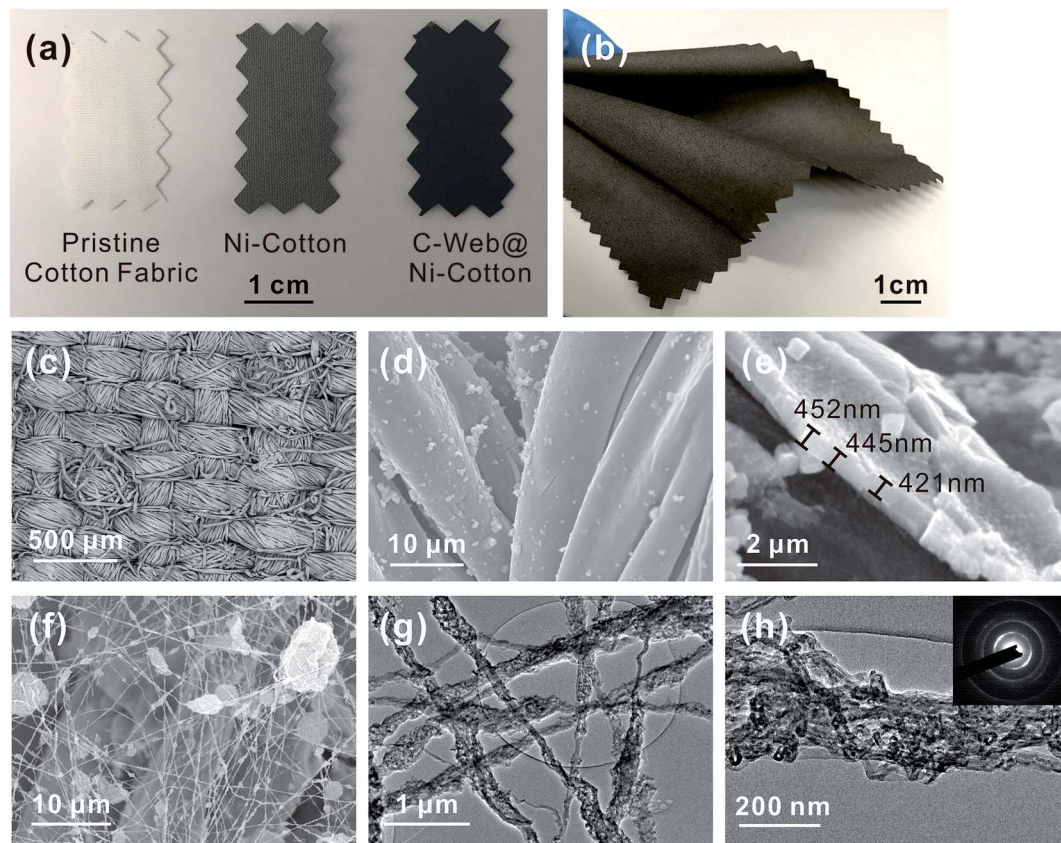 (a)
Pristine
Cotton Fabric
Ni-Cotton
1 cm
C-Web@
Ni-Cotton
(b)
1cm
(c)
500 μm
(d)
10 μm
(e)
452nm
445nm
421nm
2 μm
(f)
10 μm
(g)
1 μm
(h)
200 nm